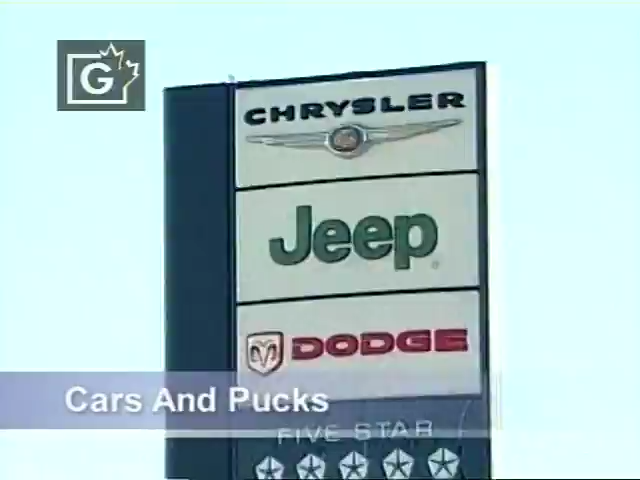 G
CHRYSLER
Jeep
DODGE
Cars And Pucks
FIVE STAR